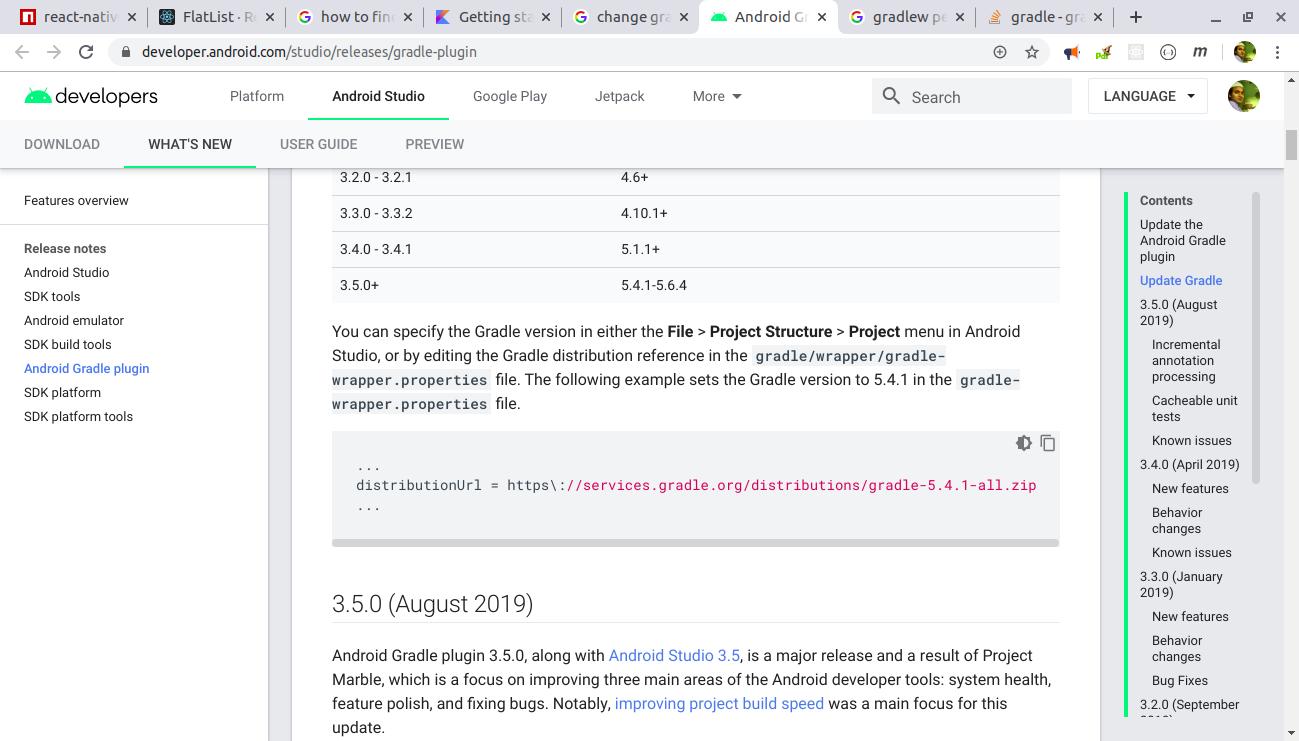 react-nativ
FlatList · R
how to fin
Getting sta
change gra
Android G
gradlew pe
gradle - gra
developer.android.com/studio/releases/gradle-plugin
developers
Platform
Android Studio
Google Play
Jetpack
More
Search
LANGUAGE
DOWNLOAD
WHAT'S NEW
USER GUIDE
PREVIEW
Features overview
Release notes
Android Studio
SDK tools
Android emulator
SDK build tools
Android Gradle plugin
SDK platform
SDK platform tools
3.2.0 - 3.2.1 4.6+
3.3.0 - 3.3.2 4.10.1+
3.4.0 - 3.4.1 5.1.1+
3.5.0+ 5.4.1-5.6.4
You can specify the Gradle version in either the File > Project Structure > Project menu in Android
Studio, or by editing the Gradle distribution reference in the gradle/wrapper/gradle-
wrapper.properties file. The following example sets the Gradle version to 5.4.1 in the gradle-
wrapper.properties file.
...
distributionUrl = https\://services.gradle.org/distributions/gradle-5.4.1-all.zip
...
3.5.0 (August 2019)
Android Gradle plugin 3.5.0, along with Android Studio 3.5, is a major release and a result of Project
Marble, which is a focus on improving three main areas of the Android developer tools: system health,
feature polish, and fixing bugs. Notably, improving project build speed was a main focus for this
update.
Contents
Update the
Android Gradle
plugin
Update Gradle
3.5.0 (August
2019)
Incremental
annotation
processing
Cacheable unit
tests
Known issues
3.4.0 (April 2019)
New features
Behavior
changes
Known issues
3.3.0 (January
2019)
New features
Behavior
changes
Bug Fixes
3.2.0 (September